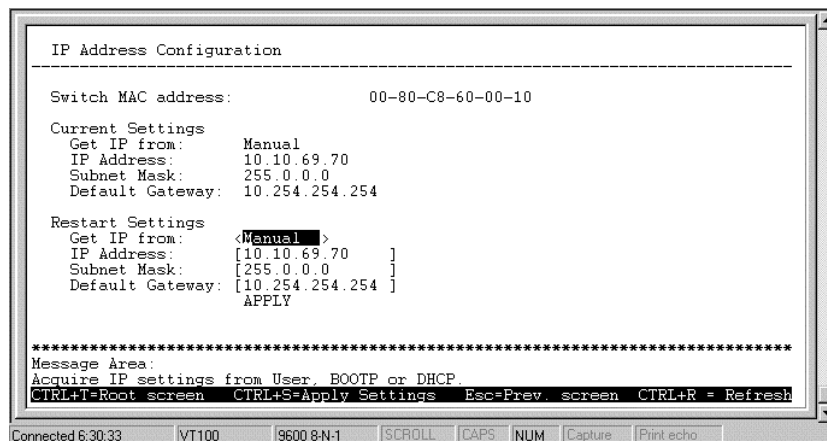 IP Address Configuration
Switch MAC address: 00-80-C8-60-00-10
Current Settings
Get IP from: Manual
IP Address: 10.10.69.70
Subnet Mask: 255.0.0.0
Default Gateway: 10.254.254.254
Restart Settings
Get IP from: <Manual >
IP Address: [10.10.69.70 ]
Subnet Mask: [255.0.0.0 ]
Default Gateway: [10.254.254.254 ]
APPLY
*******************************************************************************
Message Area:
Acquire IP settings from User, BOOTP or DHCP.
CTRL+T=Root screen CTRL+S=Apply Settings Esc=Prev. screen CTRL+R = Refresh
Connected 6:30:33 VT100 9600 8-N-1 SCROLL CAPS NUM Capture Print echo